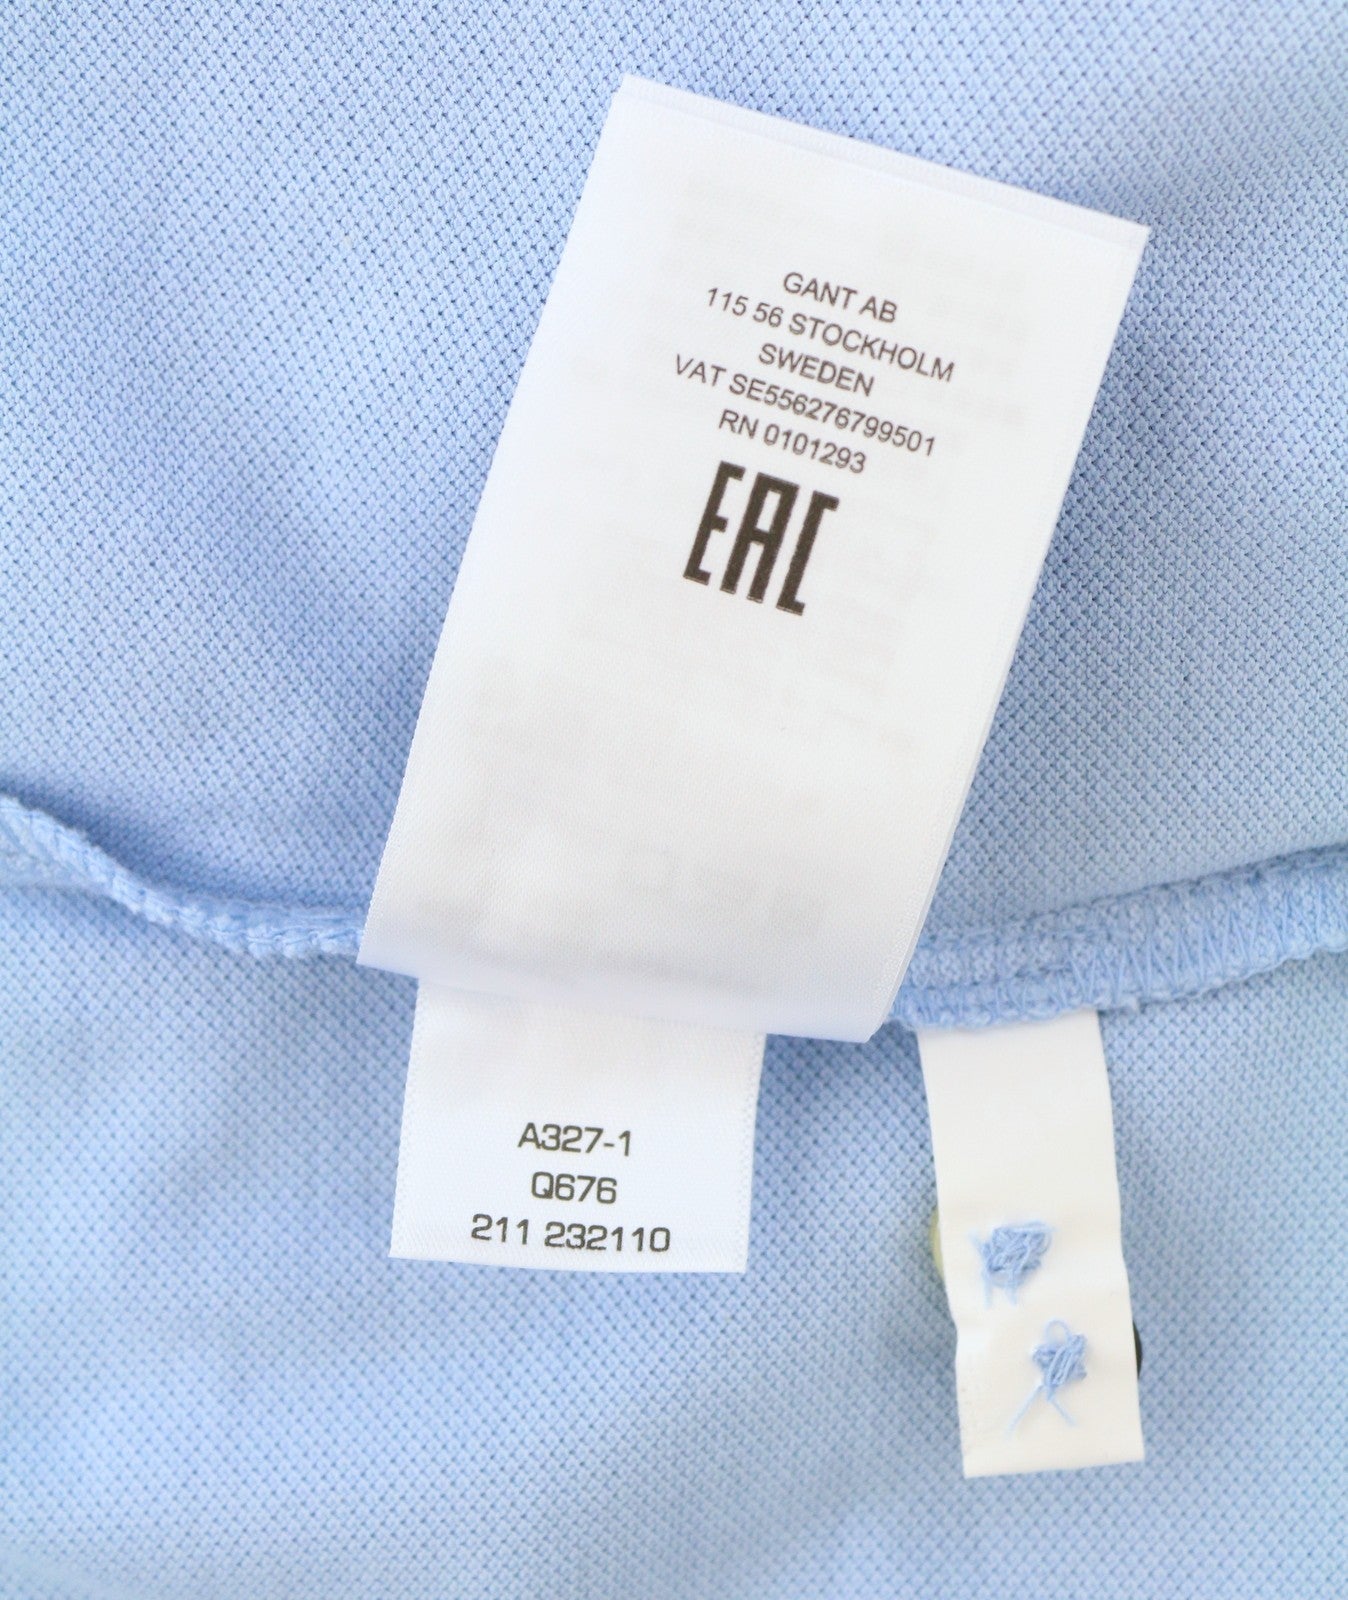 GANT AB
115 56 STOCKHOLM
SWEDEN
VAT SE556276799501
RN 0101293
EAC
A327-1
Q676
211 232110